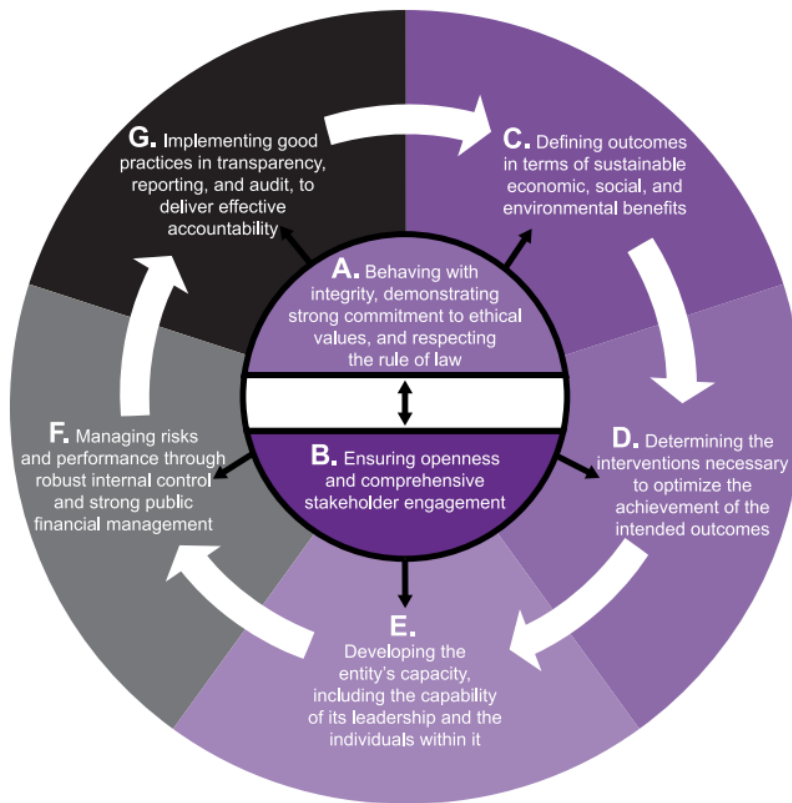 A. Behaving with
integrity, demonstrating
strong commitment to ethical
values, and respecting
the rule of law
B. Ensuring openness
and comprehensive
stakeholder engagement
C. Defining outcomes
in terms of sustainable
economic, social, and
environmental benefits
D. Determining the
interventions necessary
to optimize the
achievement of the
intended outcomes
E.
Developing the
entity's capacity,
including the capability
of its leadership and the
individuals within it
F. Managing risks
and performance through
robust internal control
and strong public
financial management
G. Implementing good
practices in transparency,
reporting, and audit, to
deliver effective
accountability